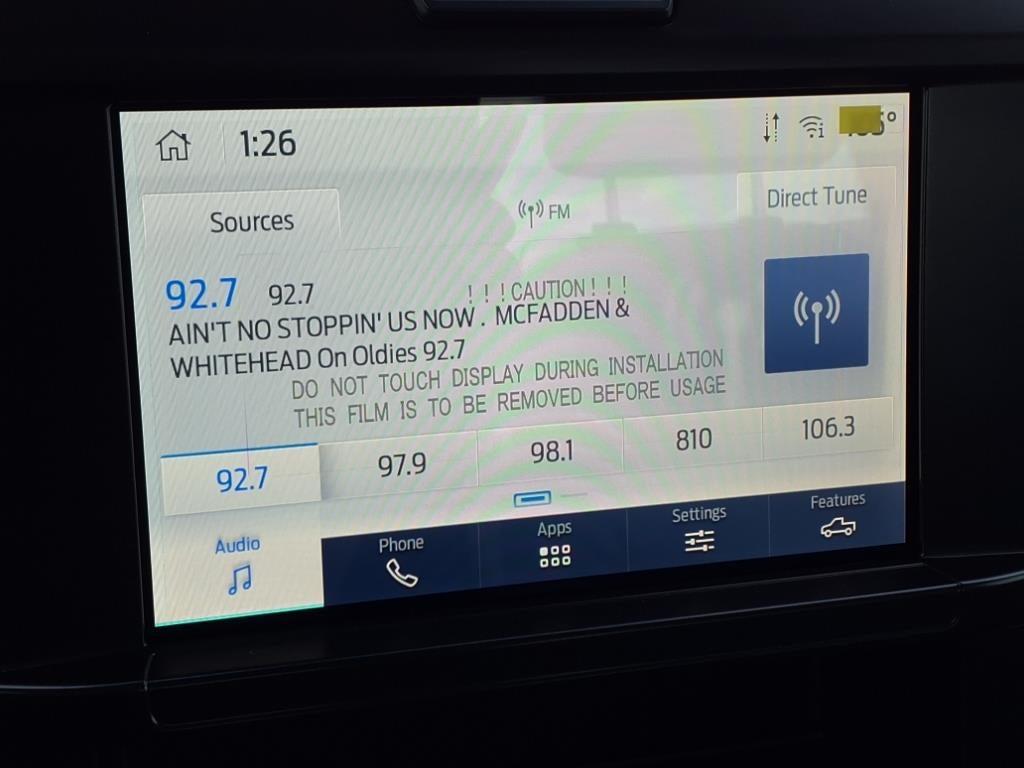 1:26
Sources
FM
Direct Tune
92.7 92.7
! ! ! CAUTION ! ! !
AIN'T NO STOPPIN' US NOW . MCFADDEN &
WHITEHEAD On Oldies 92.7
DO NOT TOUCH DISPLAY DURING INSTALLATION
THIS FILM IS TO BE REMOVED BEFORE USAGE
92.7
97.9
98.1
810
106.3
Audio
Phone
Apps
Settings
Features